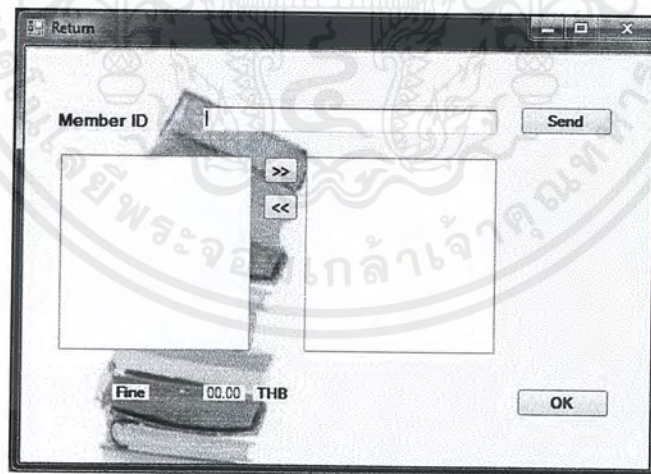 Return
Member ID
Send
>>
<<
Fine 00.00 THB
OK